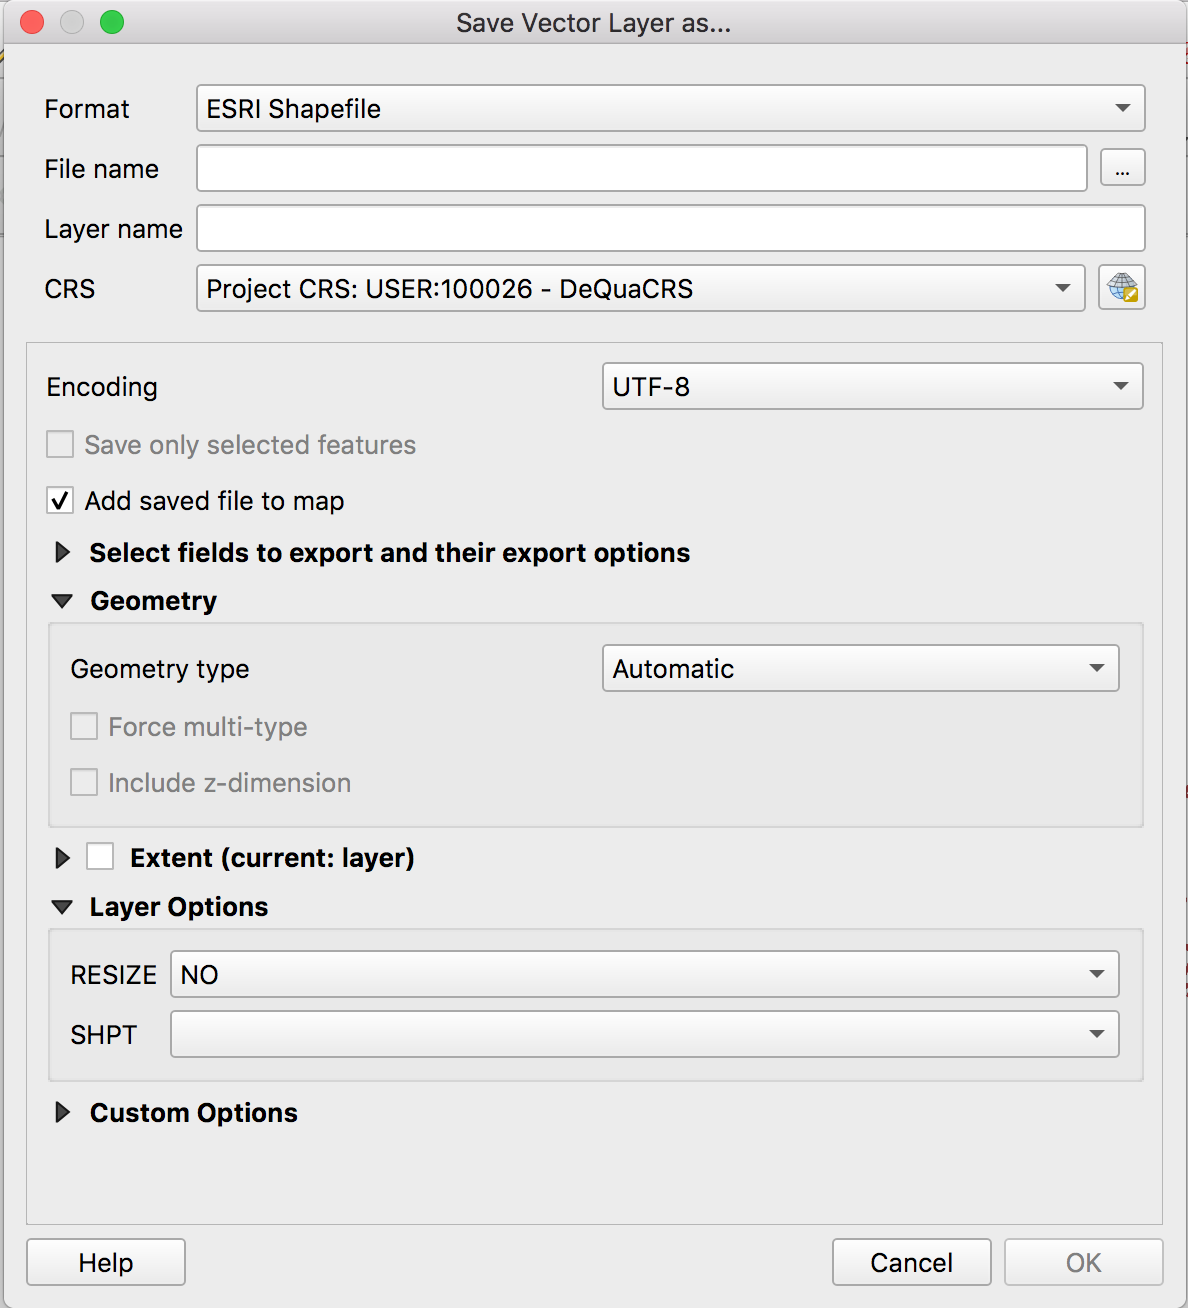 Save Vector Layer as...
Format ESRI Shapefile
File name ...
Layer name
CRS Project CRS: USER:100026 - DeQuaCRS
Encoding UTF-8
Save only selected features
Add saved file to map
Select fields to export and their export options
Geometry
Geometry type Automatic
Force multi-type
Include z-dimension
Extent (current: layer)
Layer Options
RESIZE NO
SHPT
Custom Options
Help Cancel OK